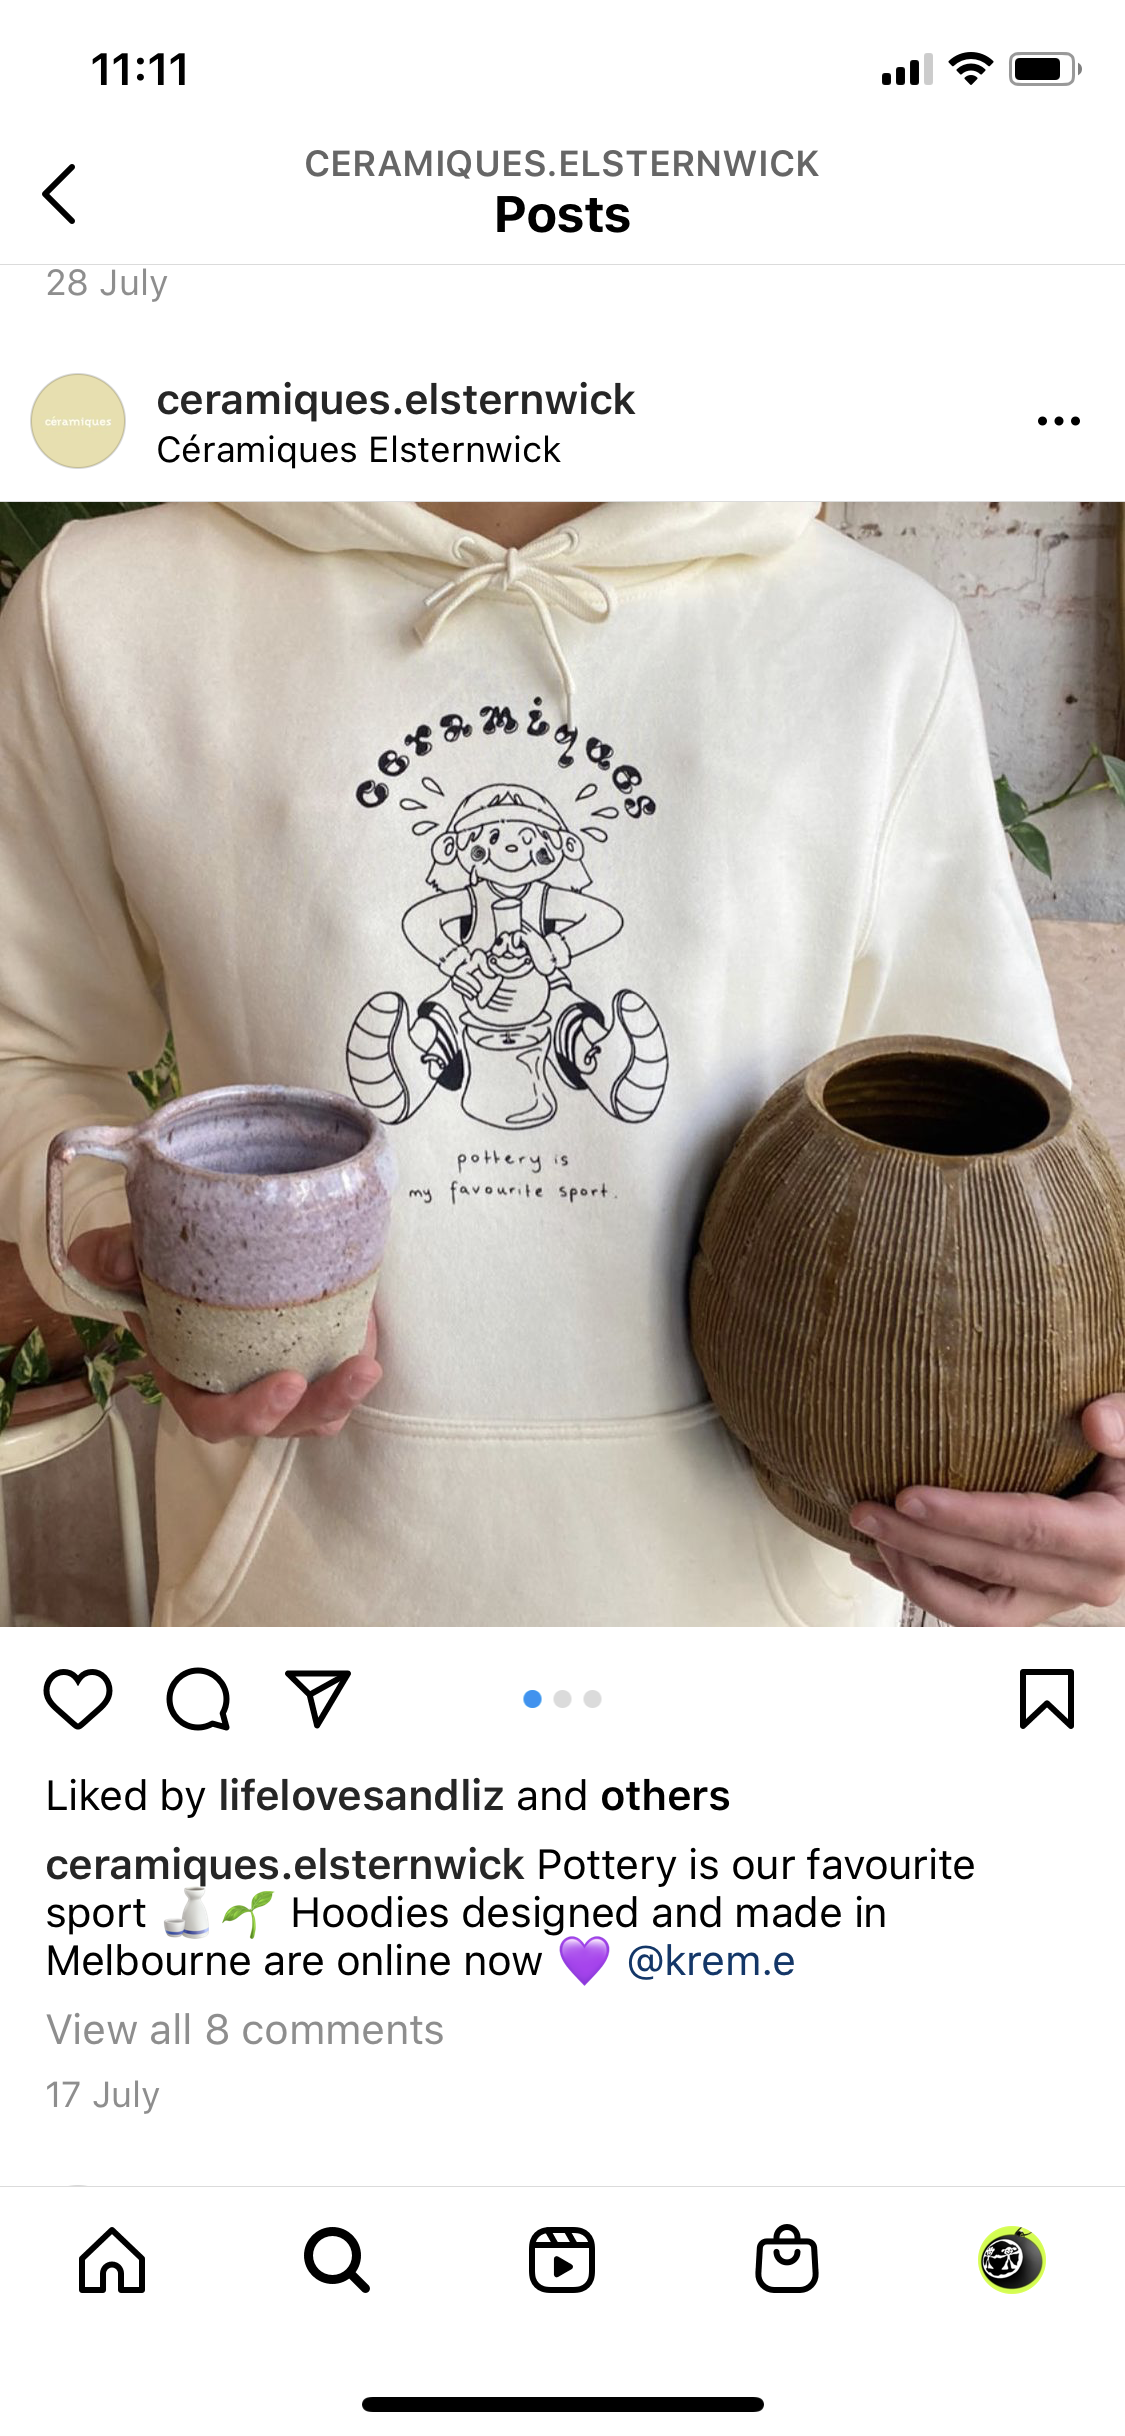 11:11
CERAMIQUES.ELSTERNWICK
Posts
28 July
céramiques
ceramiques.elsternwick
Céramiques Elsternwick
ceramiques
pottery is
my favourite sport.
Liked by lifelovesandliz and others
ceramiques.elsternwick Pottery is our favourite
sport 🍶🌱 Hoodies designed and made in
Melbourne are online now 💜 @krem.e
View all 8 comments
17 July